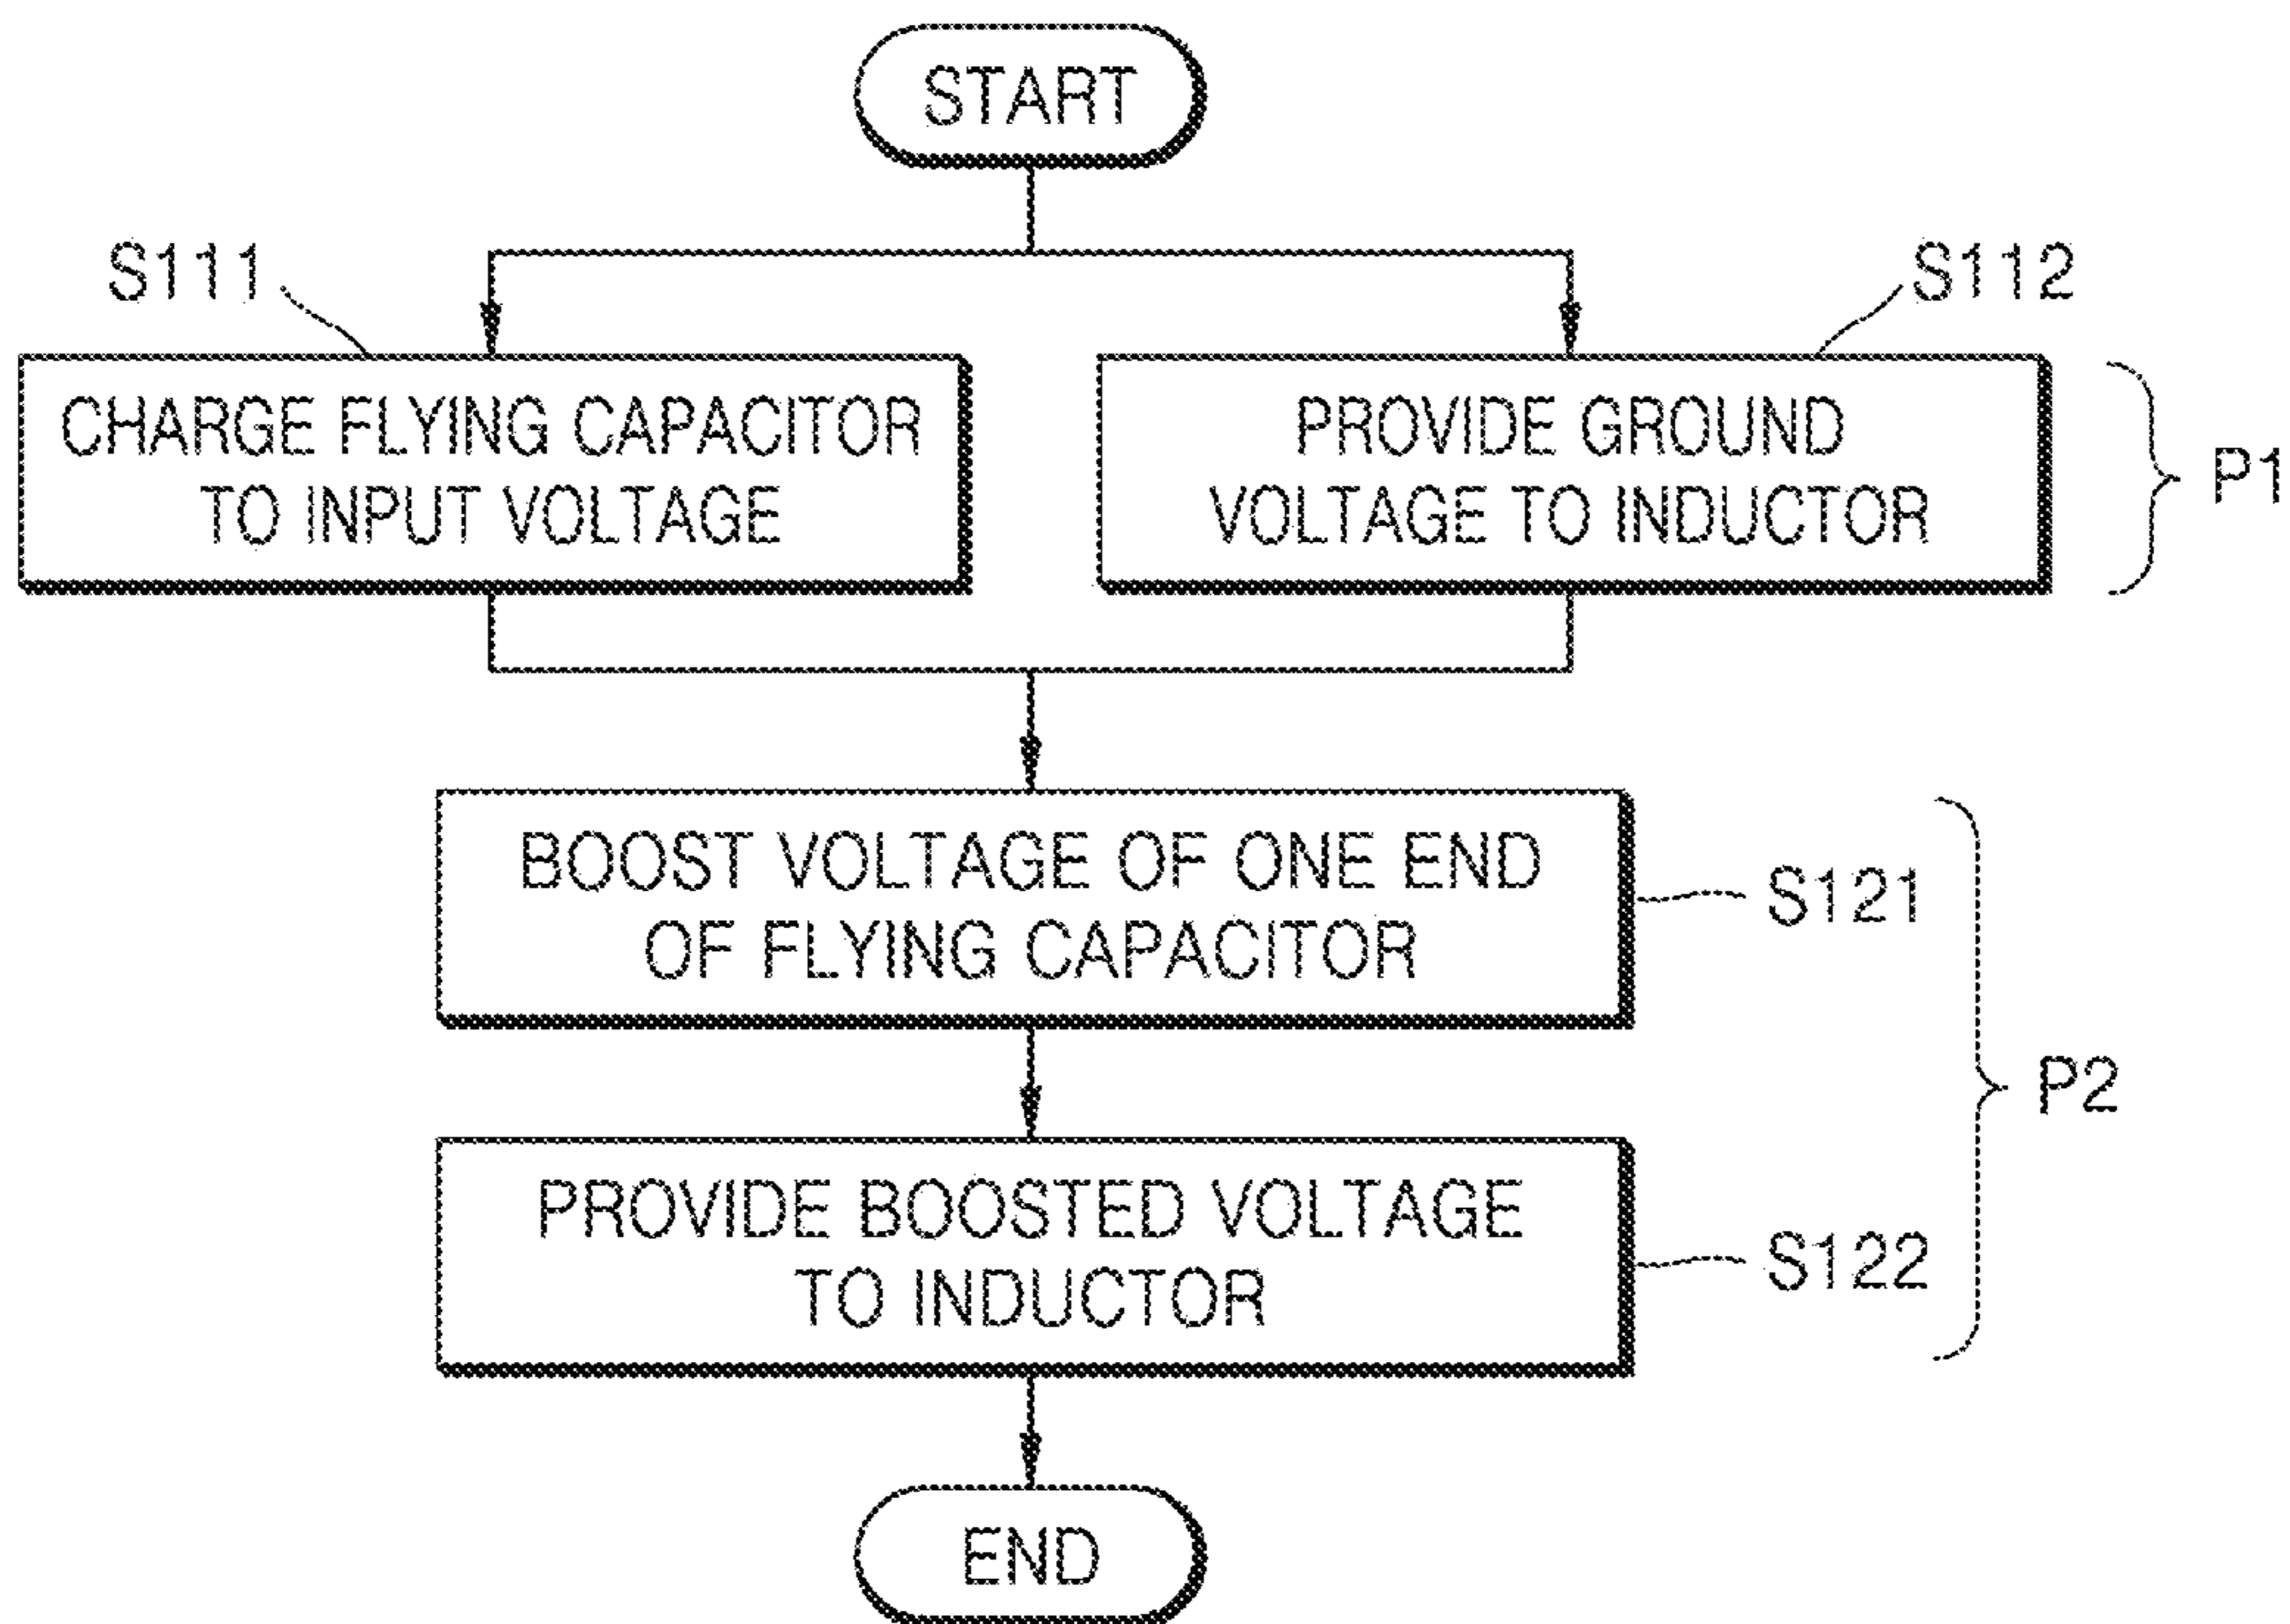 START
S111
S112
CHARGE FLYING CAPACITOR
TO INPUT VOLTAGE
PROVIDE GROUND
VOLTAGE TO INDUCTOR
P1
BOOST VOLTAGE OF ONE END
OF FLYING CAPACITOR
S121
P2
PROVIDE BOOSTED VOLTAGE
TO INDUCTOR
S122
END